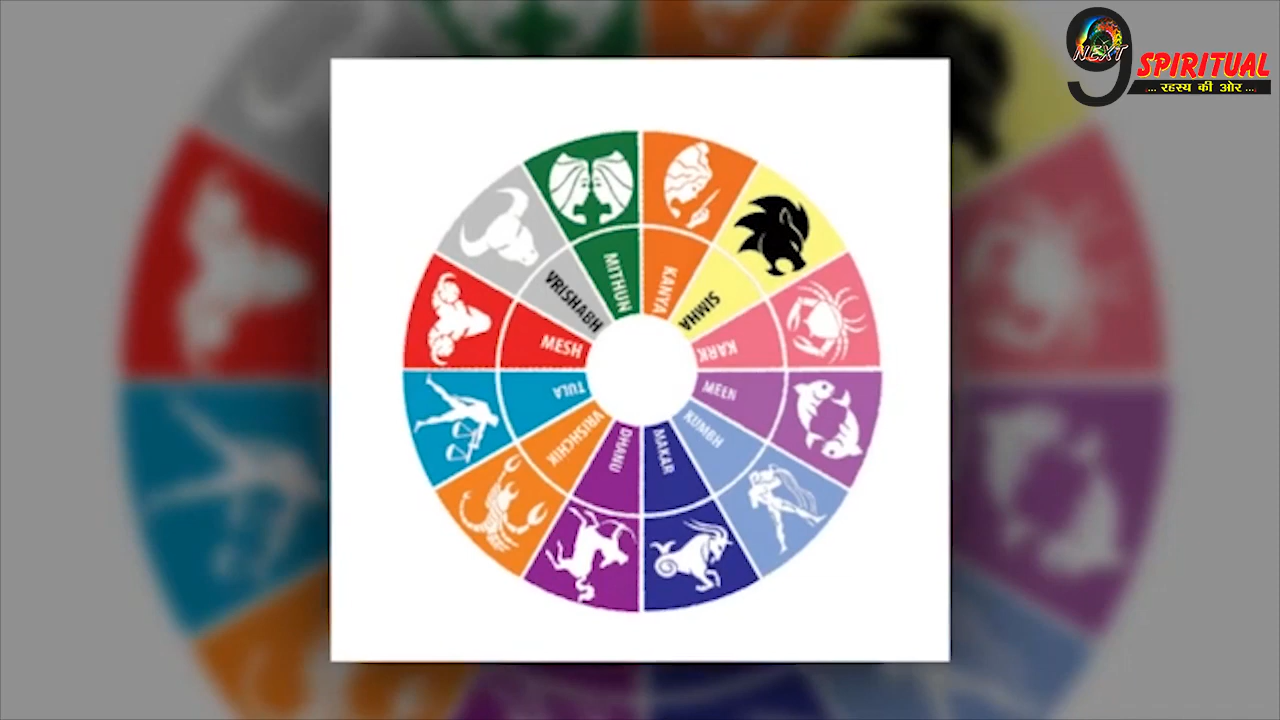 9
NEXT
SPIRITUAL
... रहस्य की ओर ...
MITHUN
KANYA
VRISHABH
SIMHA
MESH
KARK
TULA
MEEN
VRISHCHIK
KUMBH
DHANU
MAKAR